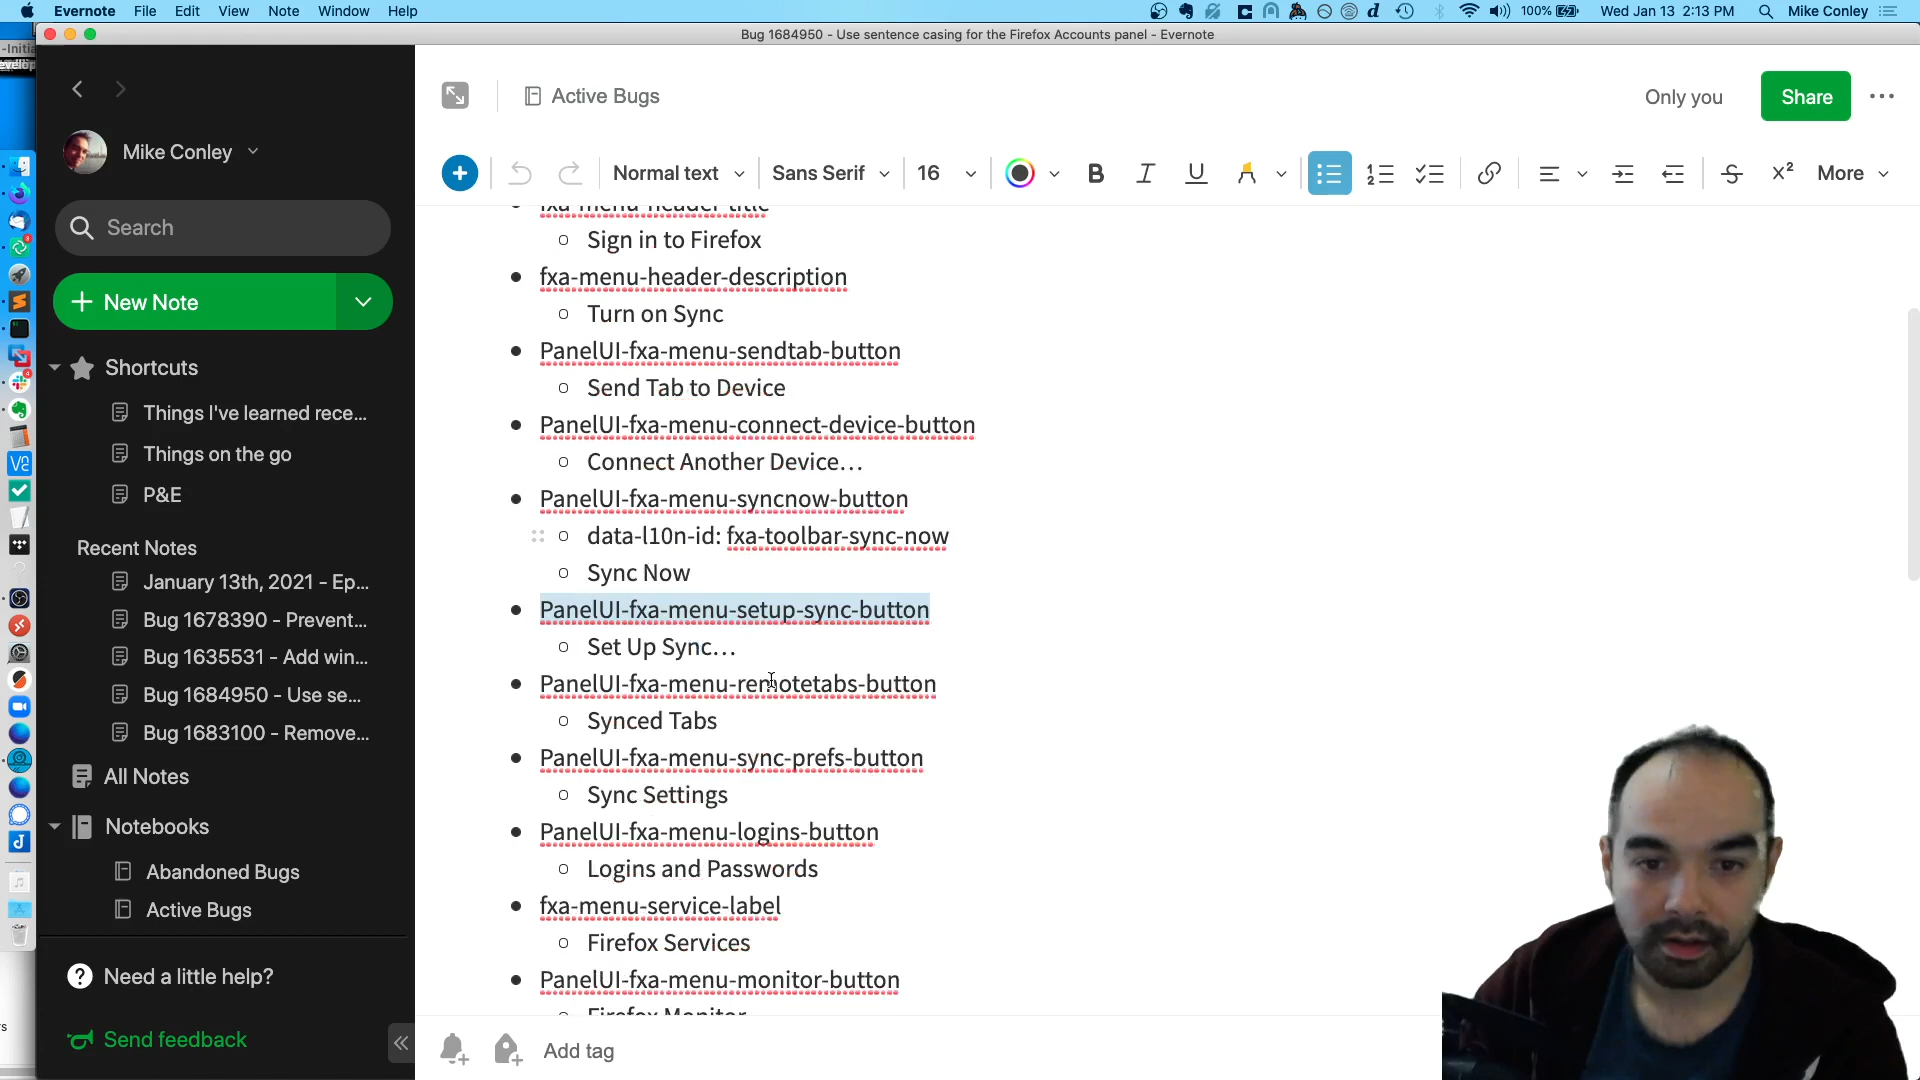 Evernote File Edit View Note Window Help
100% Wed Jan 13 2:13 PM Mike Conley
Bug 1684950 - Use sentence casing for the Firefox Accounts panel - Evernote
Mike Conley
Search
New Note
Shortcuts
Things I've learned rece...
Things on the go
P&E
Recent Notes
January 13th, 2021 - Ep...
Bug 1678390 - Prevent...
Bug 1635531 - Add win...
Bug 1684950 - Use se...
Bug 1683100 - Remove...
All Notes
Notebooks
Abandoned Bugs
Active Bugs
Need a little help?
Send feedback
Active Bugs
Only you
Share
Normal text Sans Serif 16 B I U More
fxa-menu-header-title
Sign in to Firefox
fxa-menu-header-description
Turn on Sync
PanelUI-fxa-menu-sendtab-button
Send Tab to Device
PanelUI-fxa-menu-connect-device-button
Connect Another Device…
PanelUI-fxa-menu-syncnow-button
data-l10n-id: fxa-toolbar-sync-now
Sync Now
PanelUI-fxa-menu-setup-sync-button
Set Up Sync…
PanelUI-fxa-menu-remotetabs-button
Synced Tabs
PanelUI-fxa-menu-sync-prefs-button
Sync Settings
PanelUI-fxa-menu-logins-button
Logins and Passwords
fxa-menu-service-label
Firefox Services
PanelUI-fxa-menu-monitor-button
Firefox Monitor
Add tag